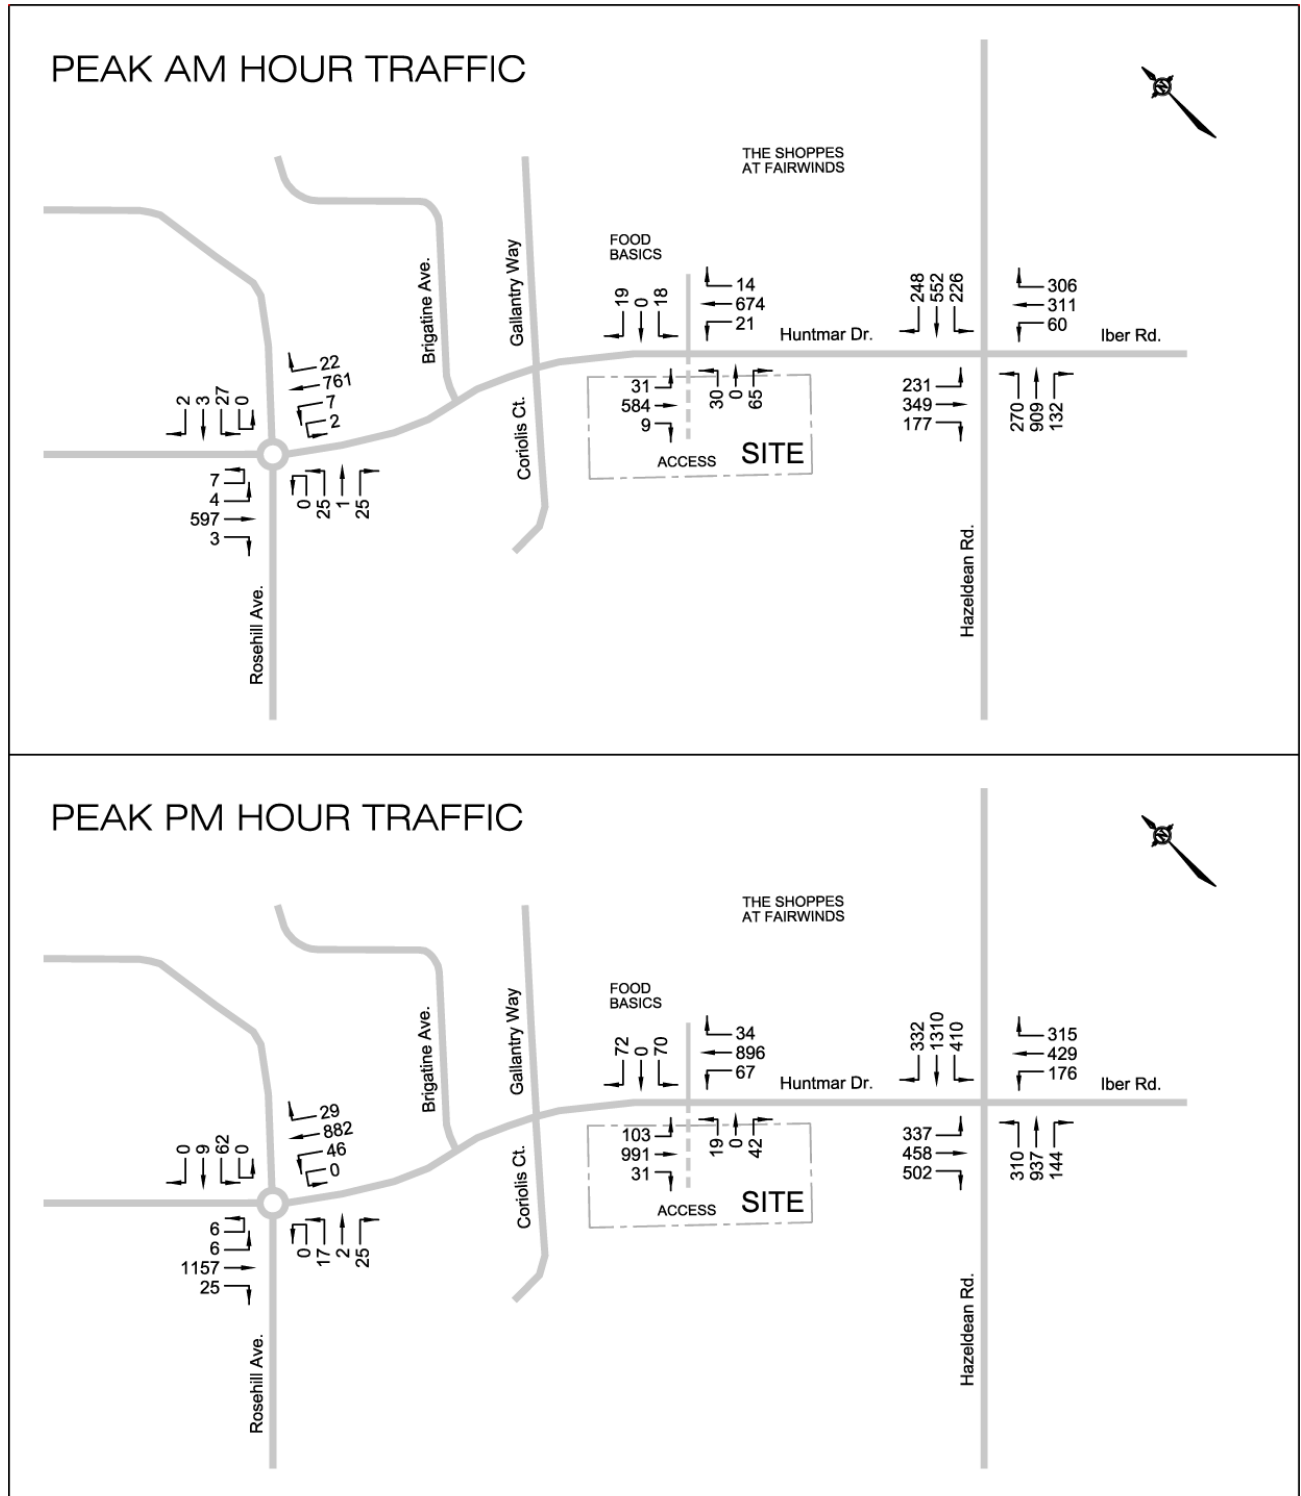 PEAK AM HOUR TRAFFIC
THE SHOPPES
AT FAIRWINDS
FOOD
BASICS
Brigatine Ave.
Gallantry Way
Coriolis Ct.
Huntmar Dr.
Iber Rd.
Hazeldean Rd.
Rosehill Ave.
2
3
27
0
22
761
7
2
7
4
597
3
0
25
1
25
19
0
18
14
674
21
31
584
9
30
0
65
ACCESS
SITE
248
552
226
306
311
60
231
349
177
270
909
132
N
PEAK PM HOUR TRAFFIC
THE SHOPPES
AT FAIRWINDS
FOOD
BASICS
Brigatine Ave.
Gallantry Way
Coriolis Ct.
Huntmar Dr.
Iber Rd.
Hazeldean Rd.
Rosehill Ave.
0
9
62
0
29
882
46
0
6
6
1157
25
0
17
2
25
72
0
70
34
896
67
103
991
31
19
0
42
ACCESS
SITE
332
1310
410
315
429
176
337
458
502
310
937
144
N